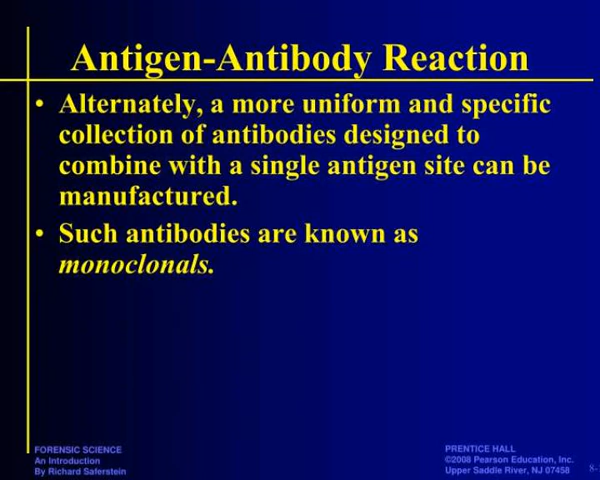 Antigen-Antibody Reaction
• Alternately, a more uniform and specific
collection of antibodies designed to
combine with a single antigen site can be
manufactured.
• Such antibodies are known as
monoclonals.
FORENSIC SCIENCE
An Introduction
By Richard Saferstein
PRENTICE HALL
©2008 Pearson Education, Inc.
Upper Saddle River, NJ 07458
8-